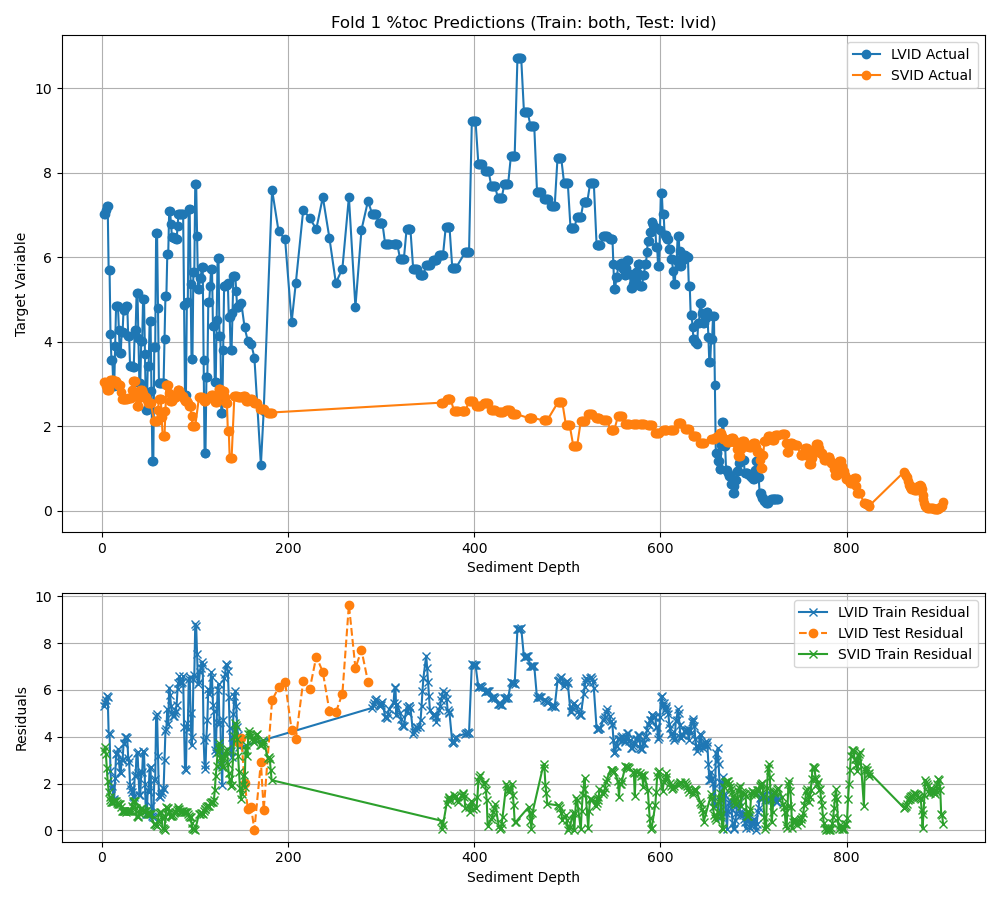 Fold 1 %toc Predictions (Train: both, Test: lvid)
LVID Actual
SVID Actual
Target Variable
10
8
6
4
2
0
0 200 400 600 800
Sediment Depth
LVID Train Residual
LVID Test Residual
SVID Train Residual
Residuals
10
8
6
4
2
0
0 200 400 600 800
Sediment Depth